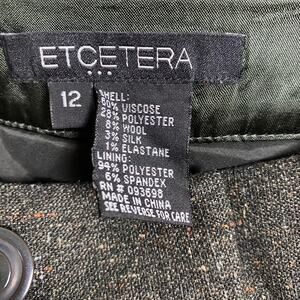 ETCETERA
12
SHELL:
60% VISCOSE
28% POLYESTER
8% WOOL
3% SILK
1% ELASTANE
LINING:
94% POLYESTER
6% SPANDEX
RN # 093698
MADE IN CHINA
SEE REVERSE FOR CARE